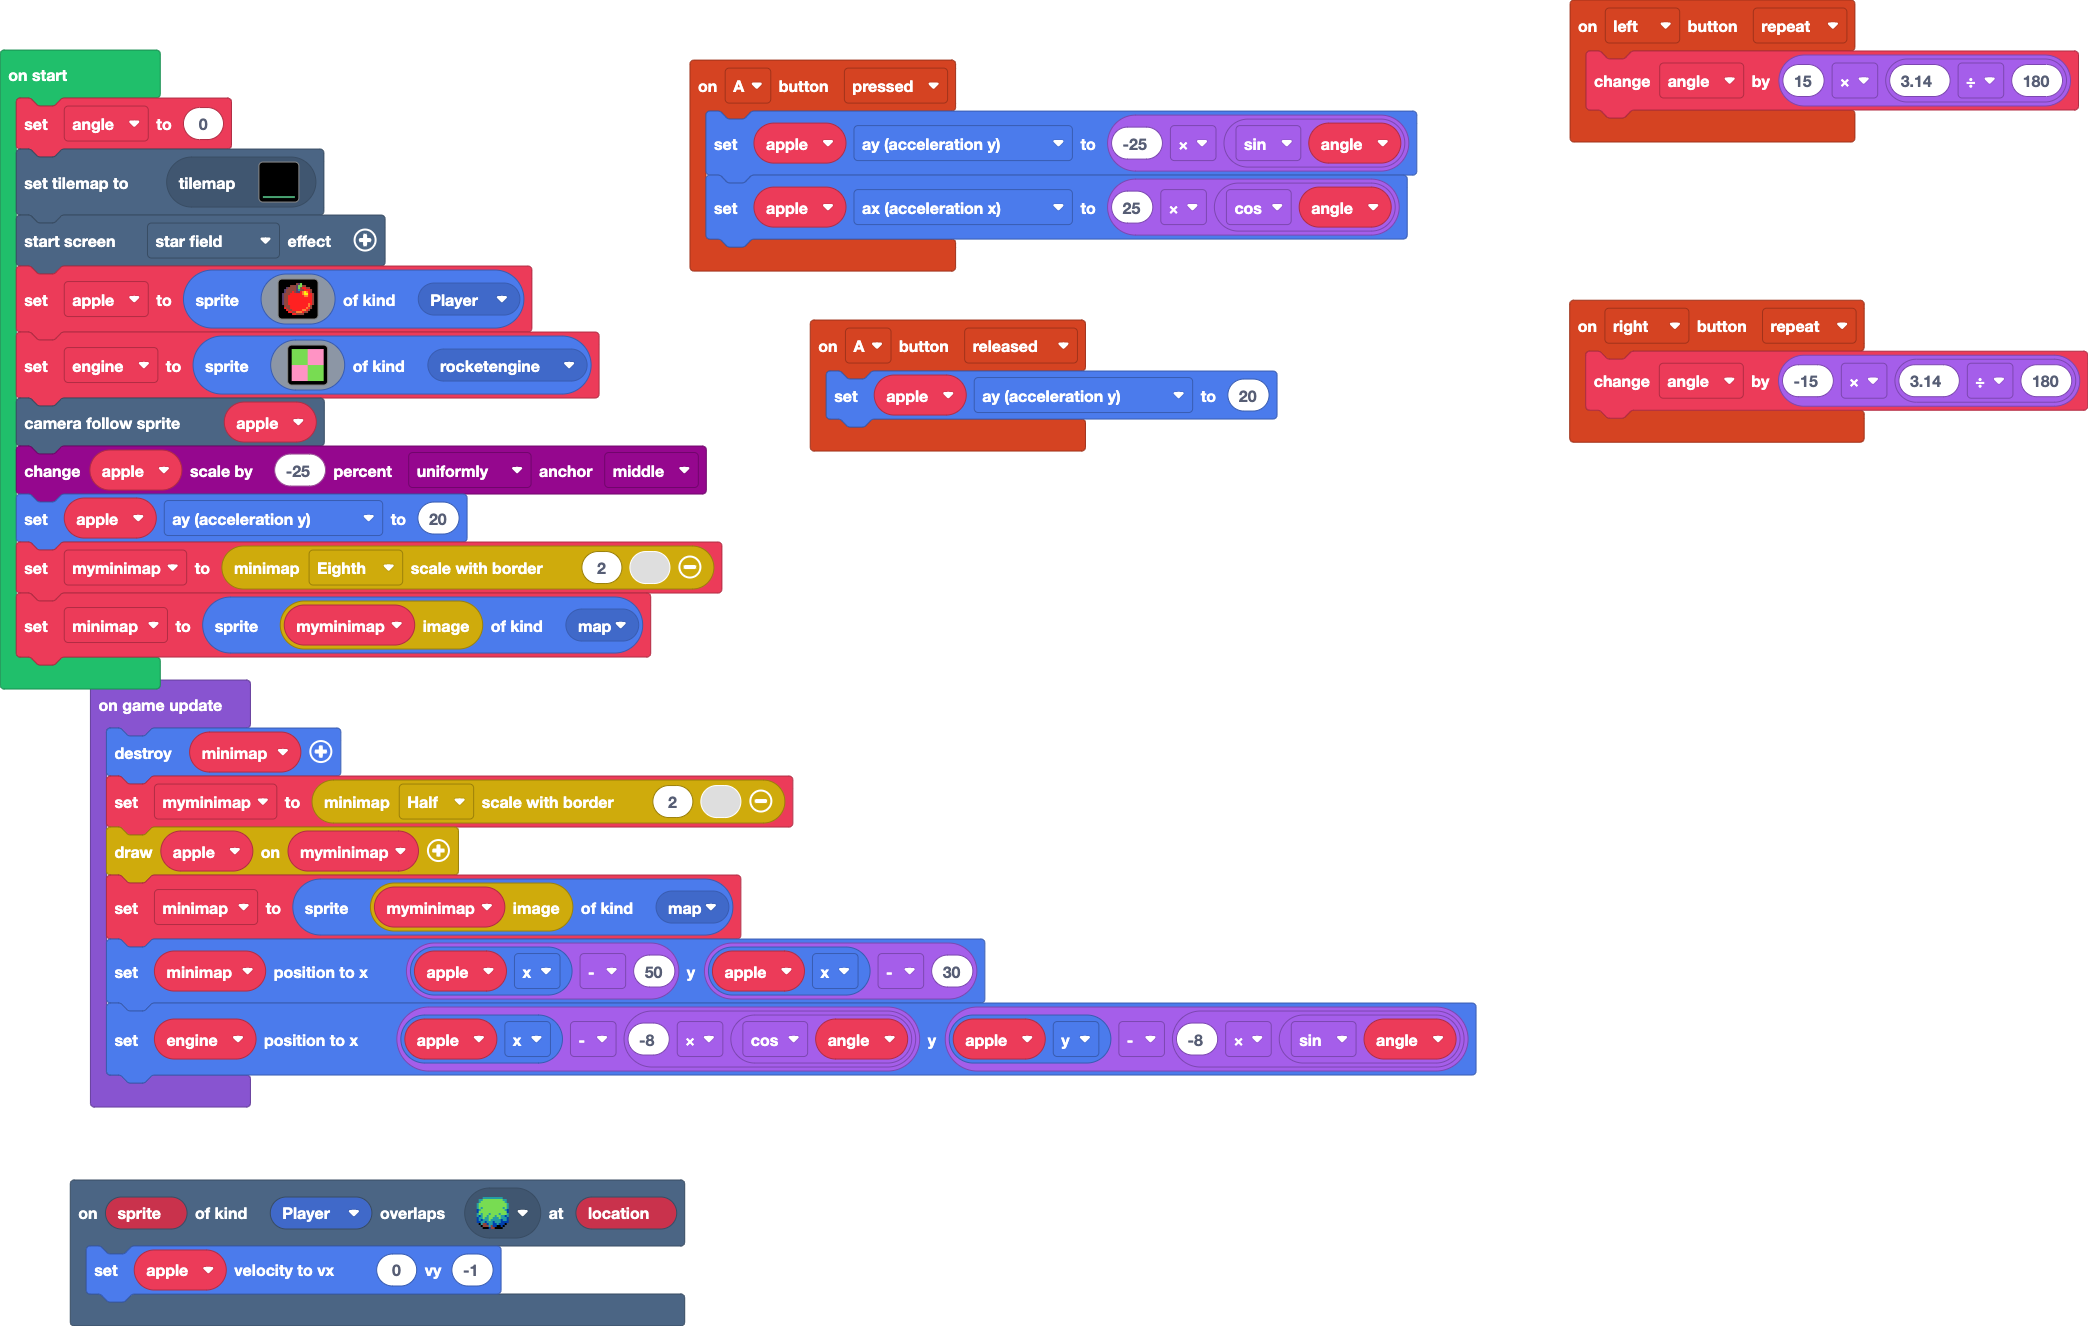 on start
set angle to 0
set tilemap to tilemap
start screen star field effect
set apple to sprite of kind Player
set engine to sprite of kind rocketengine
camera follow sprite apple
change apple scale by -25 percent uniformly anchor middle
set apple ay (acceleration y) to 20
set myminimap to minimap Eighth scale with border 2
set minimap to sprite myminimap image of kind map
on game update
destroy minimap
set myminimap to minimap Half scale with border 2
draw apple on myminimap
set minimap to sprite myminimap image of kind map
set minimap position to x apple x - 50 y apple x - 30
set engine position to x apple x - -8 × cos angle y apple y - -8 × sin angle
on sprite of kind Player overlaps at location
set apple velocity to vx 0 vy -1
on A button pressed
set apple ay (acceleration y) to -25 × sin angle
set apple ax (acceleration x) to 25 × cos angle
on A button released
set apple ay (acceleration y) to 20
on left button repeat
change angle by 15 × 3.14 ÷ 180
on right button repeat
change angle by -15 × 3.14 ÷ 180